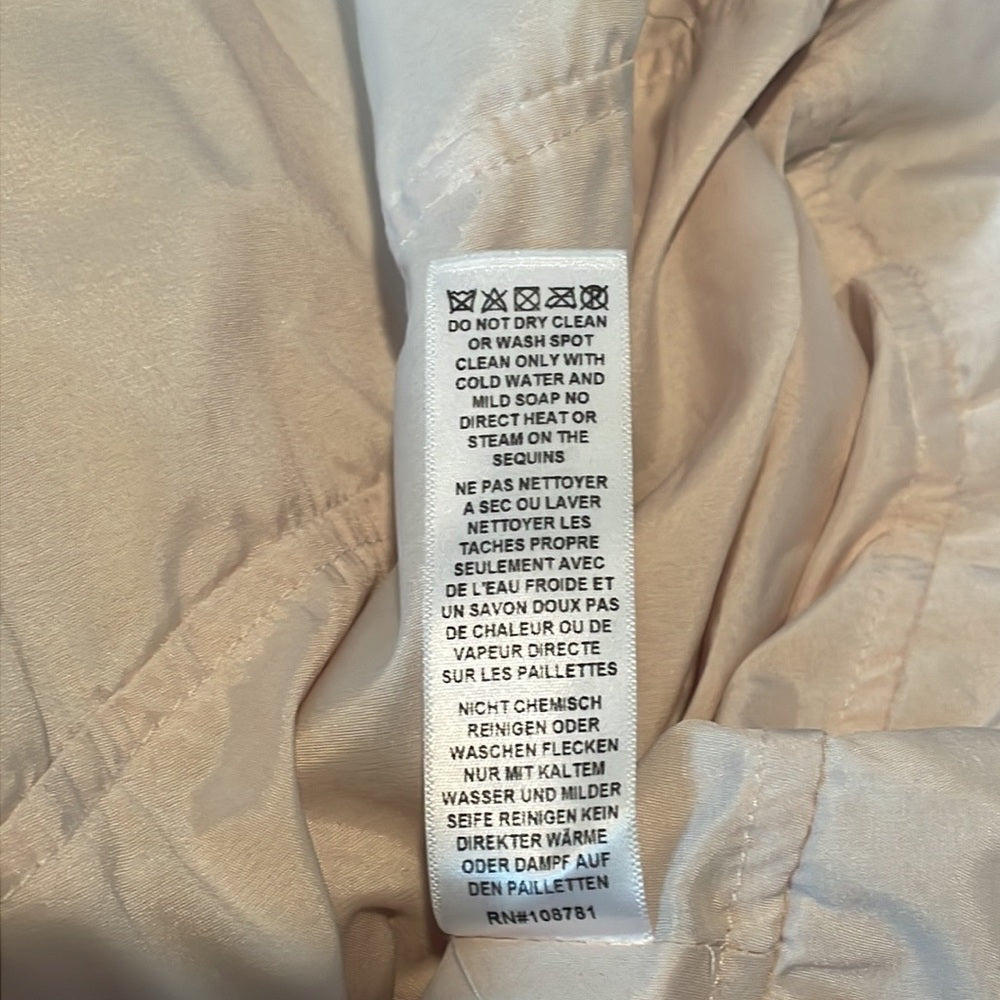 DO NOT DRY CLEAN
OR WASH SPOT
CLEAN ONLY WITH
COLD WATER AND
MILD SOAP NO
DIRECT HEAT OR
STEAM ON THE
SEQUINS
NE PAS NETTOYER
A SEC OU LAVER
NETTOYER LES
TACHES PROPRE
SEULEMENT AVEC
DE L'EAU FROIDE ET
UN SAVON DOUX PAS
DE CHALEUR OU DE
VAPEUR DIRECTE
SUR LES PAILLETTES
NICHT CHEMISCH
REINIGEN ODER
WASCHEN FLECKEN
NUR MIT KALTEM
WASSER UND MILDER
SEIFE REINIGEN KEIN
DIREKTER WÄRME
ODER DAMPF AUF
DEN PAILLETTEN
RN#108781